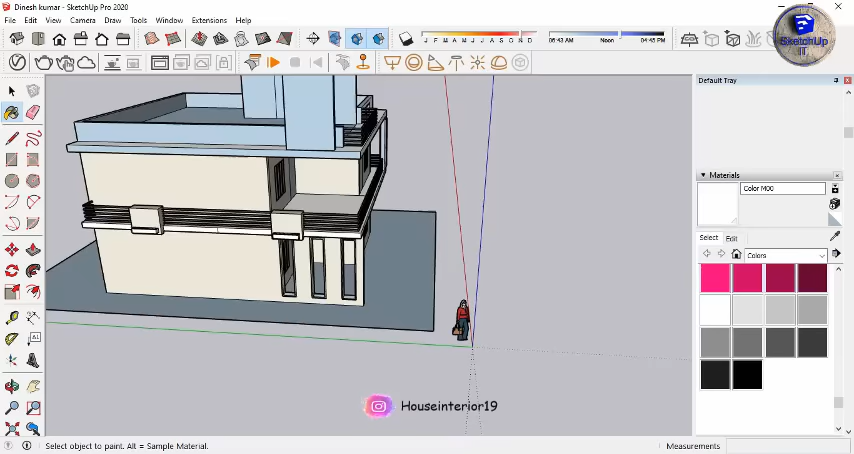 Dinesh kumar - SketchUp Pro 2020
File Edit View Camera Draw Tools Window Extensions Help
J F M A M J J A S O N D
06:43 AM Noon 04:45 PM
SketchUp
IT
Default Tray
Materials
Color M00
Select Edit
Colors
A1
Houseinterior19
Select object to paint. Alt = Sample Material.
Measurements